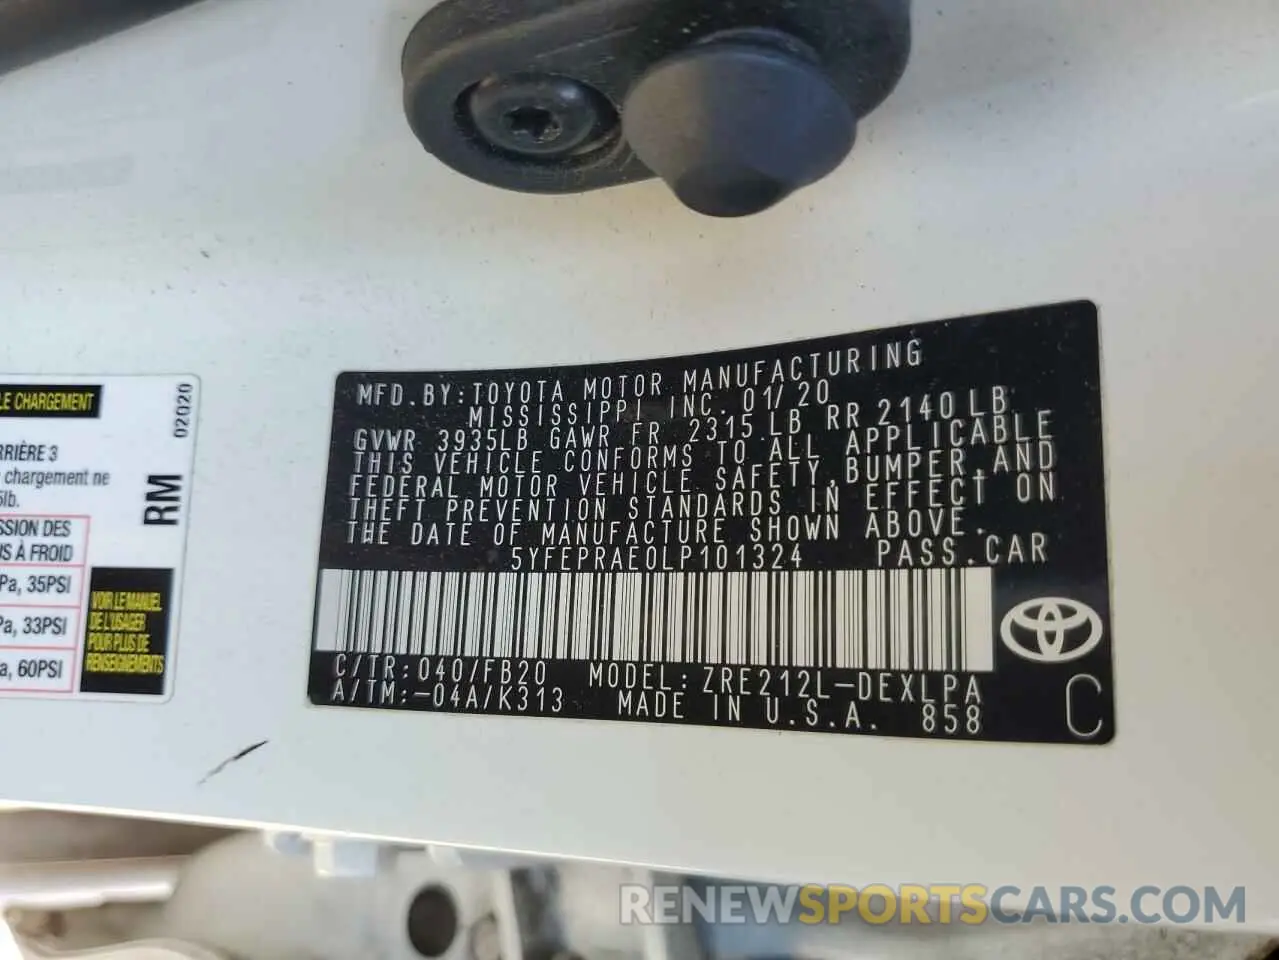 LE CHARGEMENT
02020
RRIÈRE 3
chargement ne
lb.
RM
SSION DES
US À FROID
Pa, 35PSI
Pa, 33PSI
a, 60PSI
VOIR LE MANUEL
DE L'USAGER
POUR PLUS DE
RENSEIGNEMENTS
MFD. BY: TOYOTA MOTOR MANUFACTURING
MISSISSIPPI INC. 01/20
GVWR 3935LB GAWR FR 2315 LB RR 2140 LB
THIS VEHICLE CONFORMS TO ALL APPLICABLE
FEDERAL MOTOR VEHICLE SAFETY, BUMPER, AND
THEFT PREVENTION STANDARDS IN EFFECT ON
THE DATE OF MANUFACTURE SHOWN ABOVE.
5YFEPRAE0LP101324 PASS. CAR
C/TR: 040/FB20 MODEL: ZRE212L-DEXLPA
A/TM: -04A/K313 MADE IN U.S.A. 858
C
RENEWSPORTSCARS.COM